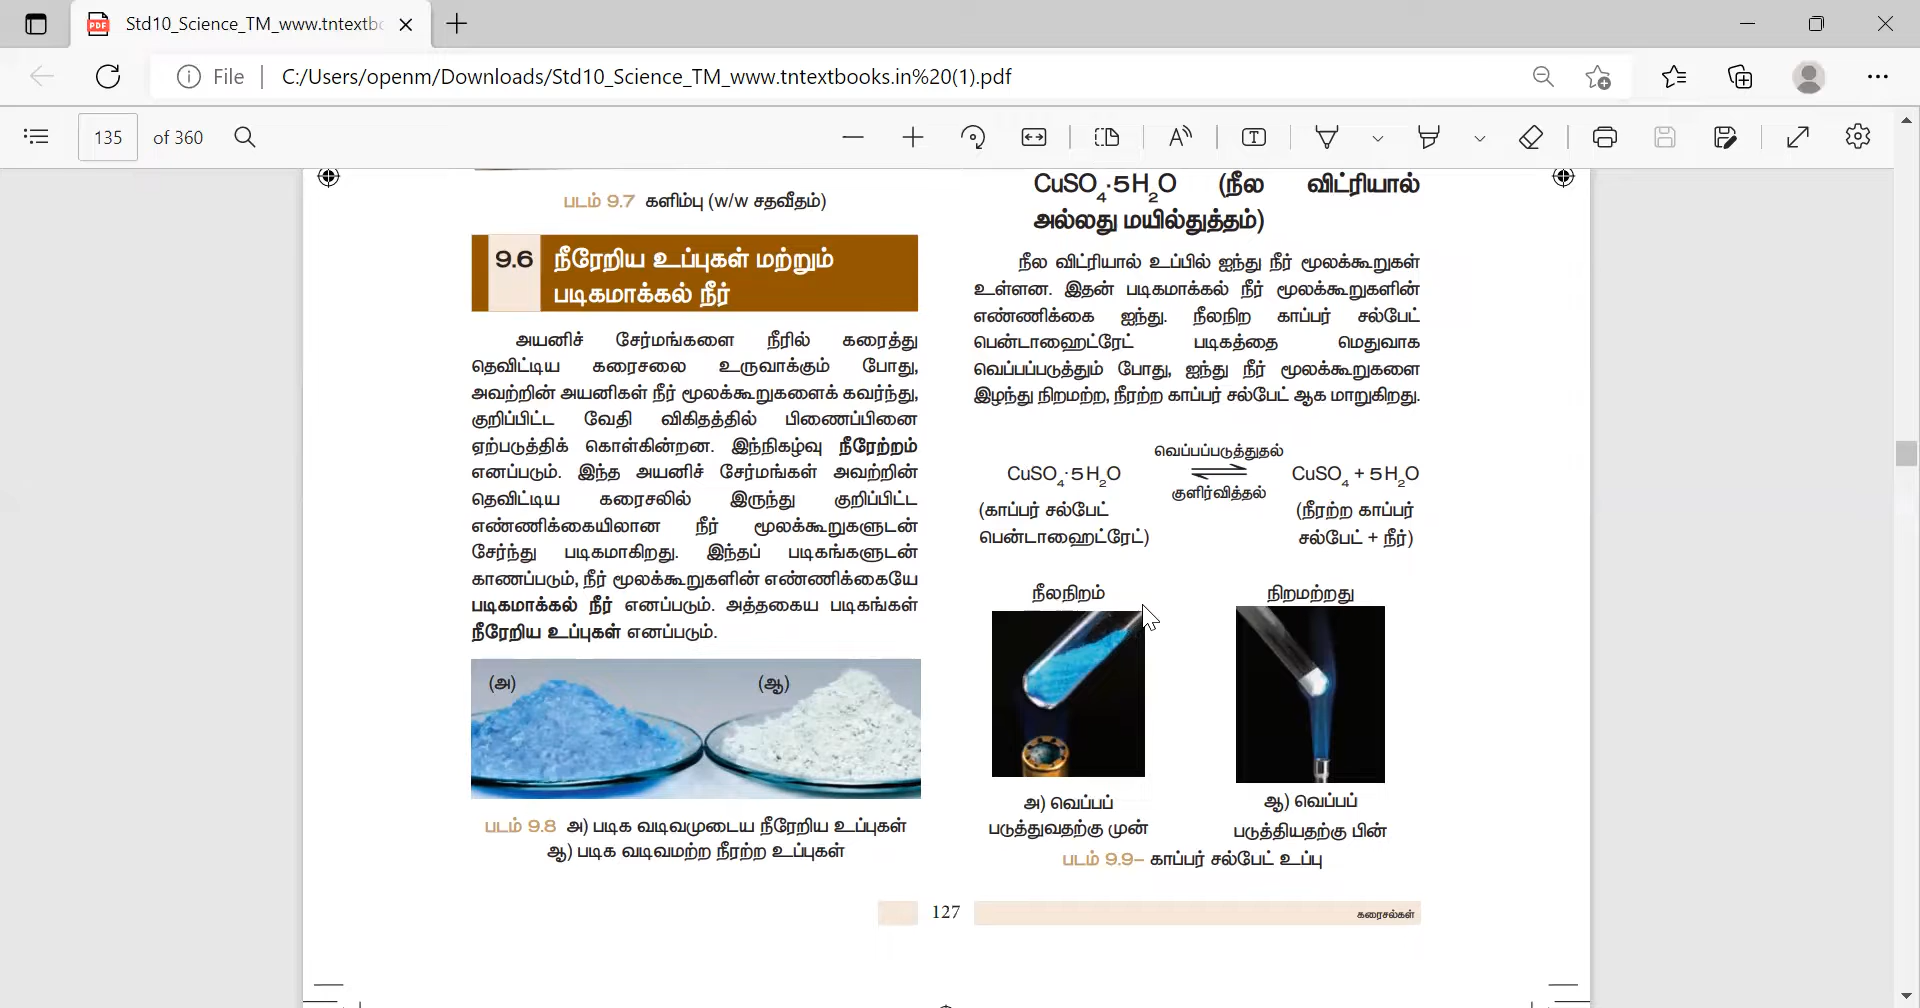 Std10_Science_TM_www.tntextb
File
C:/Users/openm/Downloads/Std10_Science_TM_www.tntextbooks.in%20(1).pdf
135 of 360
படம் 9.7 களிம்பு (w/w சதவீதம்)
9.6 நீரேறிய உப்புகள் மற்றும்
படிகமாக்கல் நீர்
அயனிச் சேர்மங்களை நீரில் கரைத்து
தெவிட்டிய கரைசலை உருவாக்கும் போது,
அவற்றின் அயனிகள் நீர் மூலக்கூறுகளைக் கவர்ந்து,
குறிப்பிட்ட வேதி விகிதத்தில் பிணைப்பினை
ஏற்படுத்திக் கொள்கின்றன. இந்நிகழ்வு நீரேற்றம்
எனப்படும். இந்த அயனிச் சேர்மங்கள் அவற்றின்
தெவிட்டிய கரைசலில் இருந்து குறிப்பிட்ட
எண்ணிக்கையிலான நீர் மூலக்கூறுகளுடன்
சேர்ந்து படிகமாகிறது. இந்தப் படிகங்களுடன்
காணப்படும், நீர் மூலக்கூறுகளின் எண்ணிக்கையே
படிகமாக்கல் நீர் எனப்படும். அத்தகைய படிகங்கள்
நீரேறிய உப்புகள் எனப்படும்.
(அ)
(ஆ)
படம் 9.8 அ) படிக வடிவமுடைய நீரேறிய உப்புகள்
ஆ) படிக வடிவமற்ற நீரற்ற உப்புகள்
CuSO₄·5H₂O (நீல விட்ரியால்
அல்லது மயில்துத்தம்)
நீல விட்ரியால் உப்பில் ஐந்து நீர் மூலக்கூறுகள்
உள்ளன. இதன் படிகமாக்கல் நீர் மூலக்கூறுகளின்
எண்ணிக்கை ஐந்து. நீலநிற காப்பர் சல்பேட்
பென்டாஹைட்ரேட் படிகத்தை மெதுவாக
வெப்பப்படுத்தும் போது, ஐந்து நீர் மூலக்கூறுகளை
இழந்து நிறமற்ற, நீரற்ற காப்பர் சல்பேட் ஆக மாறுகிறது.
வெப்பப்படுத்துதல்
CuSO₄·5H₂O ⇌ CuSO₄ + 5H₂O
குளிர்வித்தல்
(காப்பர் சல்பேட் (நீரற்ற காப்பர்
பென்டாஹைட்ரேட்) சல்பேட் + நீர்)
நீலநிறம்
நிறமற்றது
அ) வெப்பப்
படுத்துவதற்கு முன்
ஆ) வெப்பப்
படுத்தியதற்கு பின்
படம் 9.9– காப்பர் சல்பேட் உப்பு
127
கரைசல்கள்